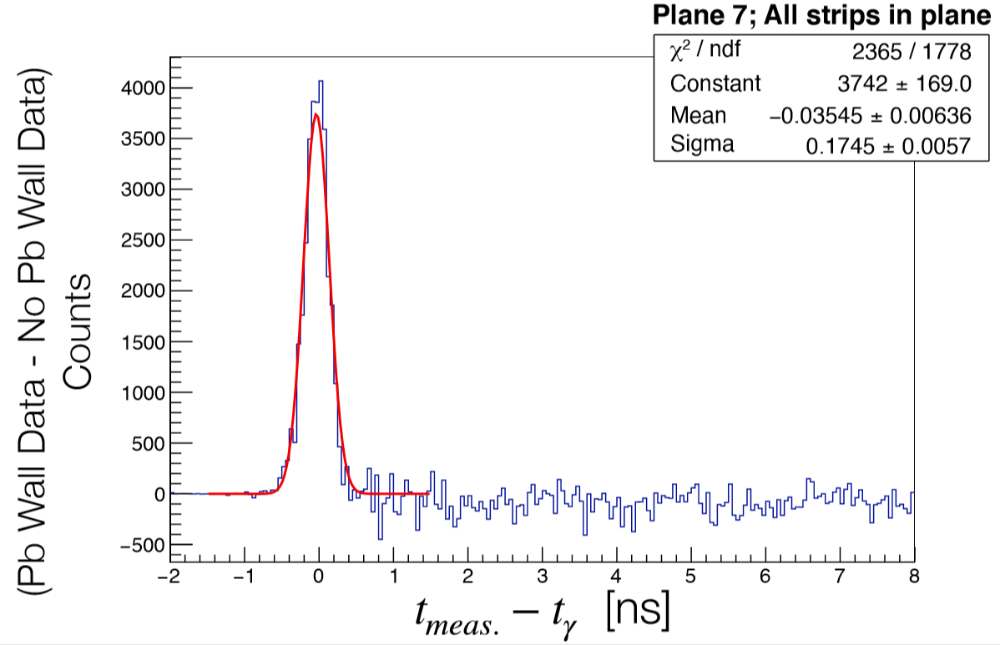 Plane 7; All strips in plane
χ² / ndf 2365 / 1778
Constant 3742 ± 169.0
Mean −0.03545 ± 0.00636
Sigma 0.1745 ± 0.0057
(Pb Wall Data - No Pb Wall Data)
Counts
4000
3500
3000
2500
2000
1500
1000
500
0
−500
−2 −1 0 1 2 3 4 5 6 7 8
t_meas. − t_γ [ns]